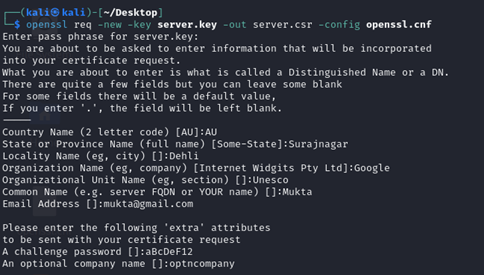 ┌──(kali㉿kali)-[~/Desktop]
└─$ openssl req -new -key server.key -out server.csr -config openssl.cnf
Enter pass phrase for server.key:
You are about to be asked to enter information that will be incorporated
into your certificate request.
What you are about to enter is what is called a Distinguished Name or a DN.
There are quite a few fields but you can leave some blank
For some fields there will be a default value,
If you enter '.', the field will be left blank.
-----
Country Name (2 letter code) [AU]:AU
State or Province Name (full name) [Some-State]:Surajnagar
Locality Name (eg, city) []:Dehli
Organization Name (eg, company) [Internet Widgits Pty Ltd]:Google
Organizational Unit Name (eg, section) []:Unesco
Common Name (e.g. server FQDN or YOUR name) []:Mukta
Email Address []:mukta@gmail.com

Please enter the following 'extra' attributes
to be sent with your certificate request
A challenge password []:aBcDeF12
An optional company name []:optncompany